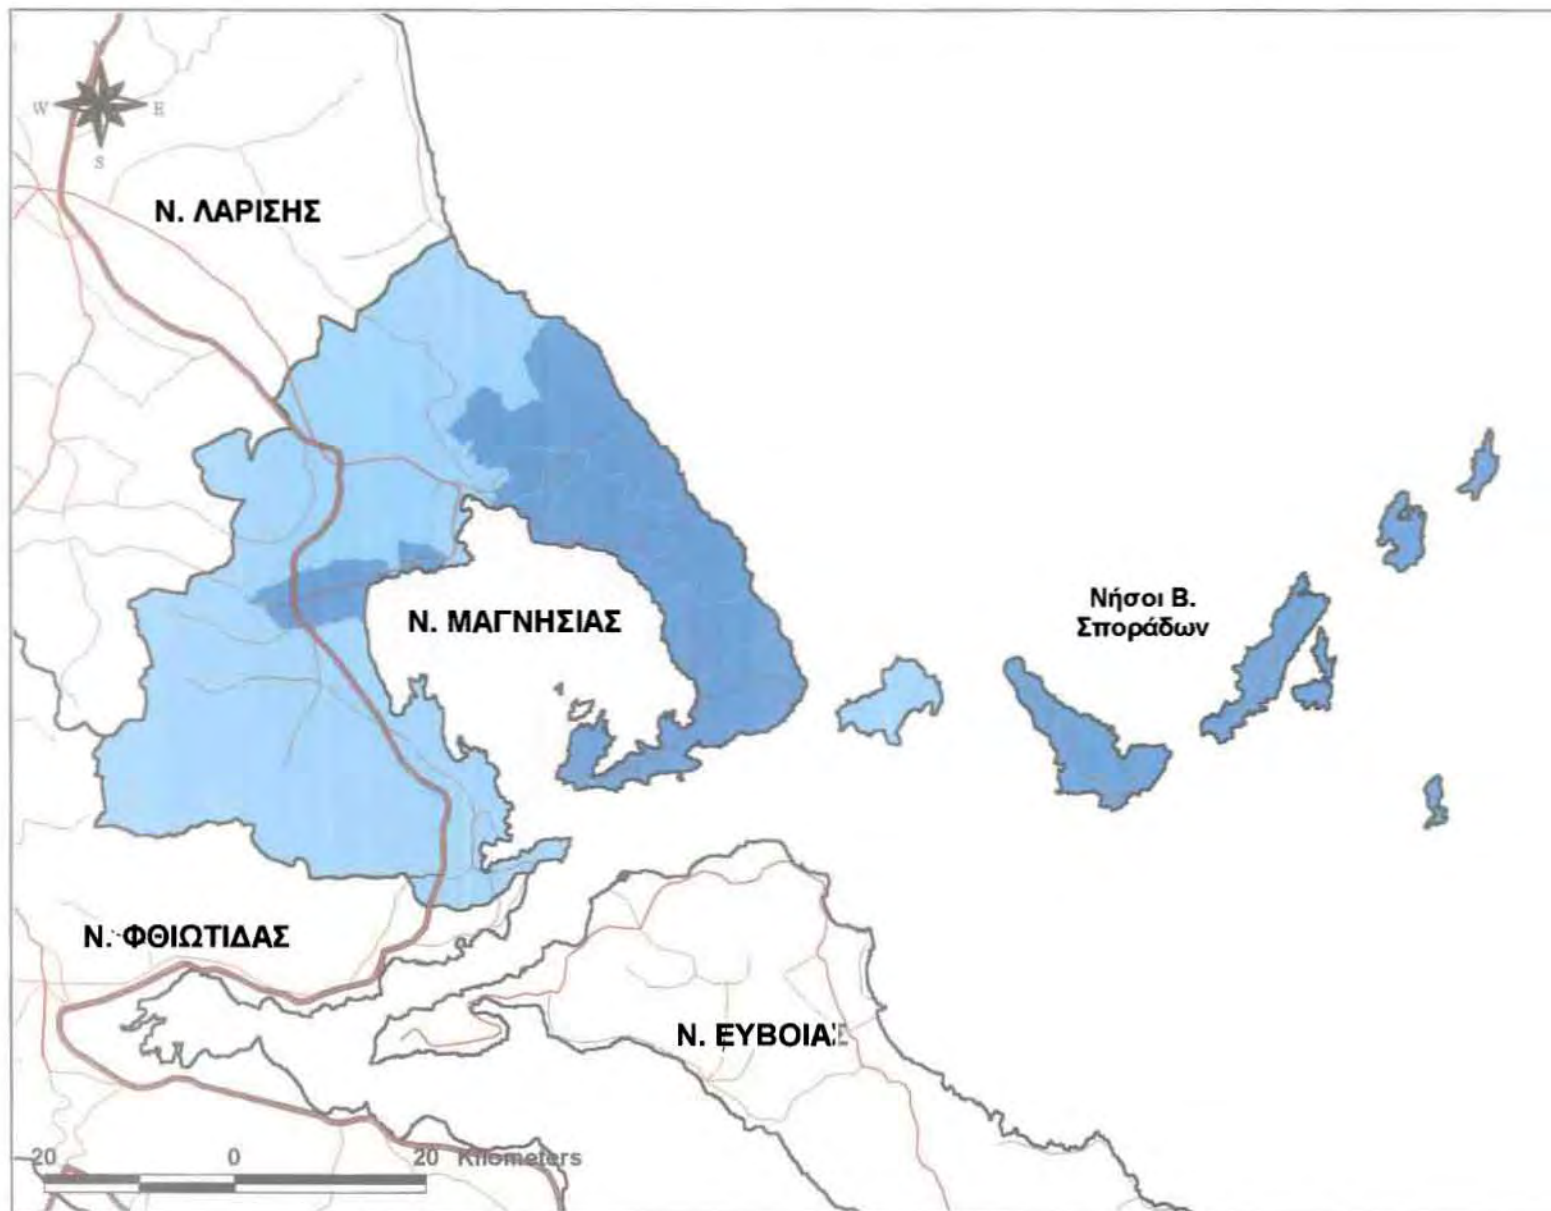 W
E
S
Ν. ΛΑΡΙΣΗΣ
Νήσοι Β.
Σποράδων
Ν. ΜΑΓΝΗΣΙΑΣ
Ν. ΦΘΙΩΤΙΔΑΣ
Ν. ΕΥΒΟΙΑΣ
20 0 20 Kilometers